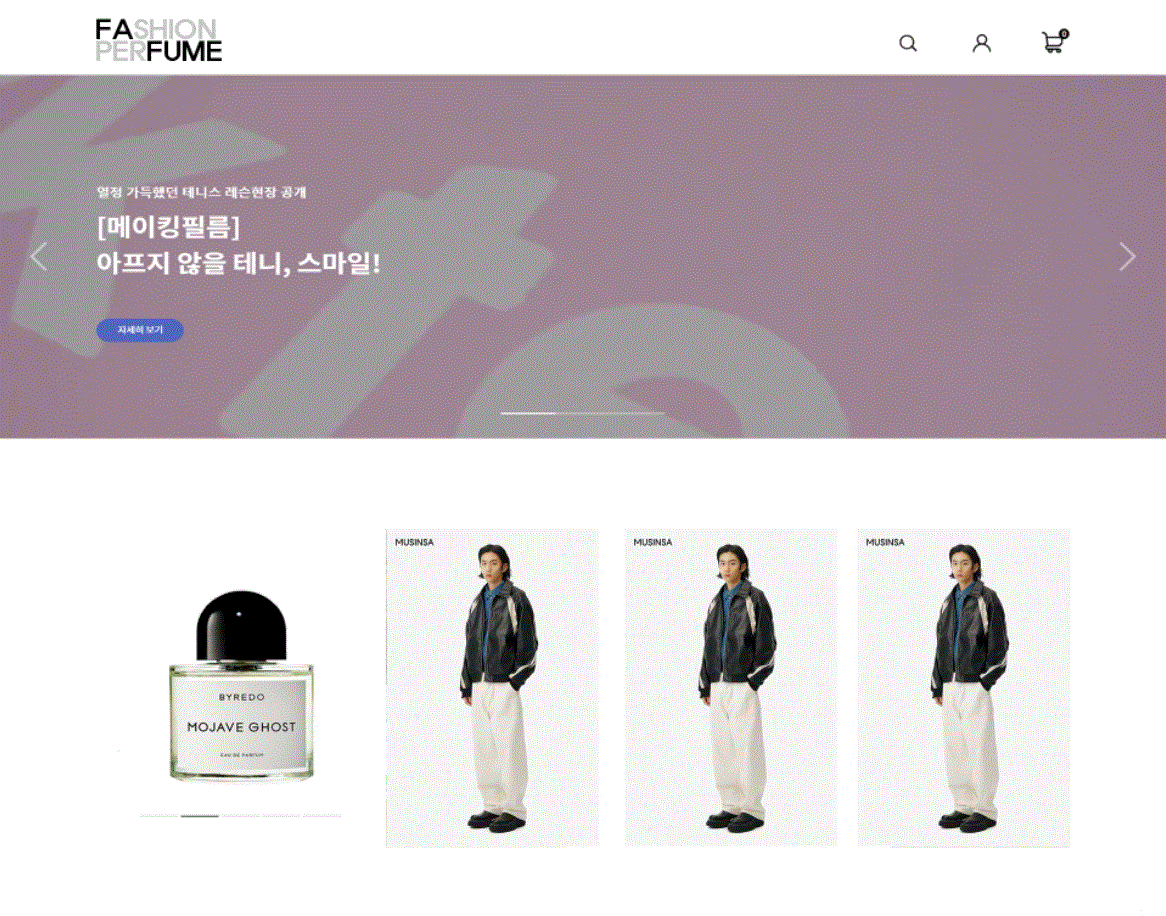 FASHION
PERFUME
0
열정 가득했던 테니스 레슨현장 공개
[메이킹필름]
아프지 않을 테니, 스마일!
자세히 보기
BYREDO
MOJAVE GHOST
EAU DE PARFUM
MUSINSA
MUSINSA
MUSINSA